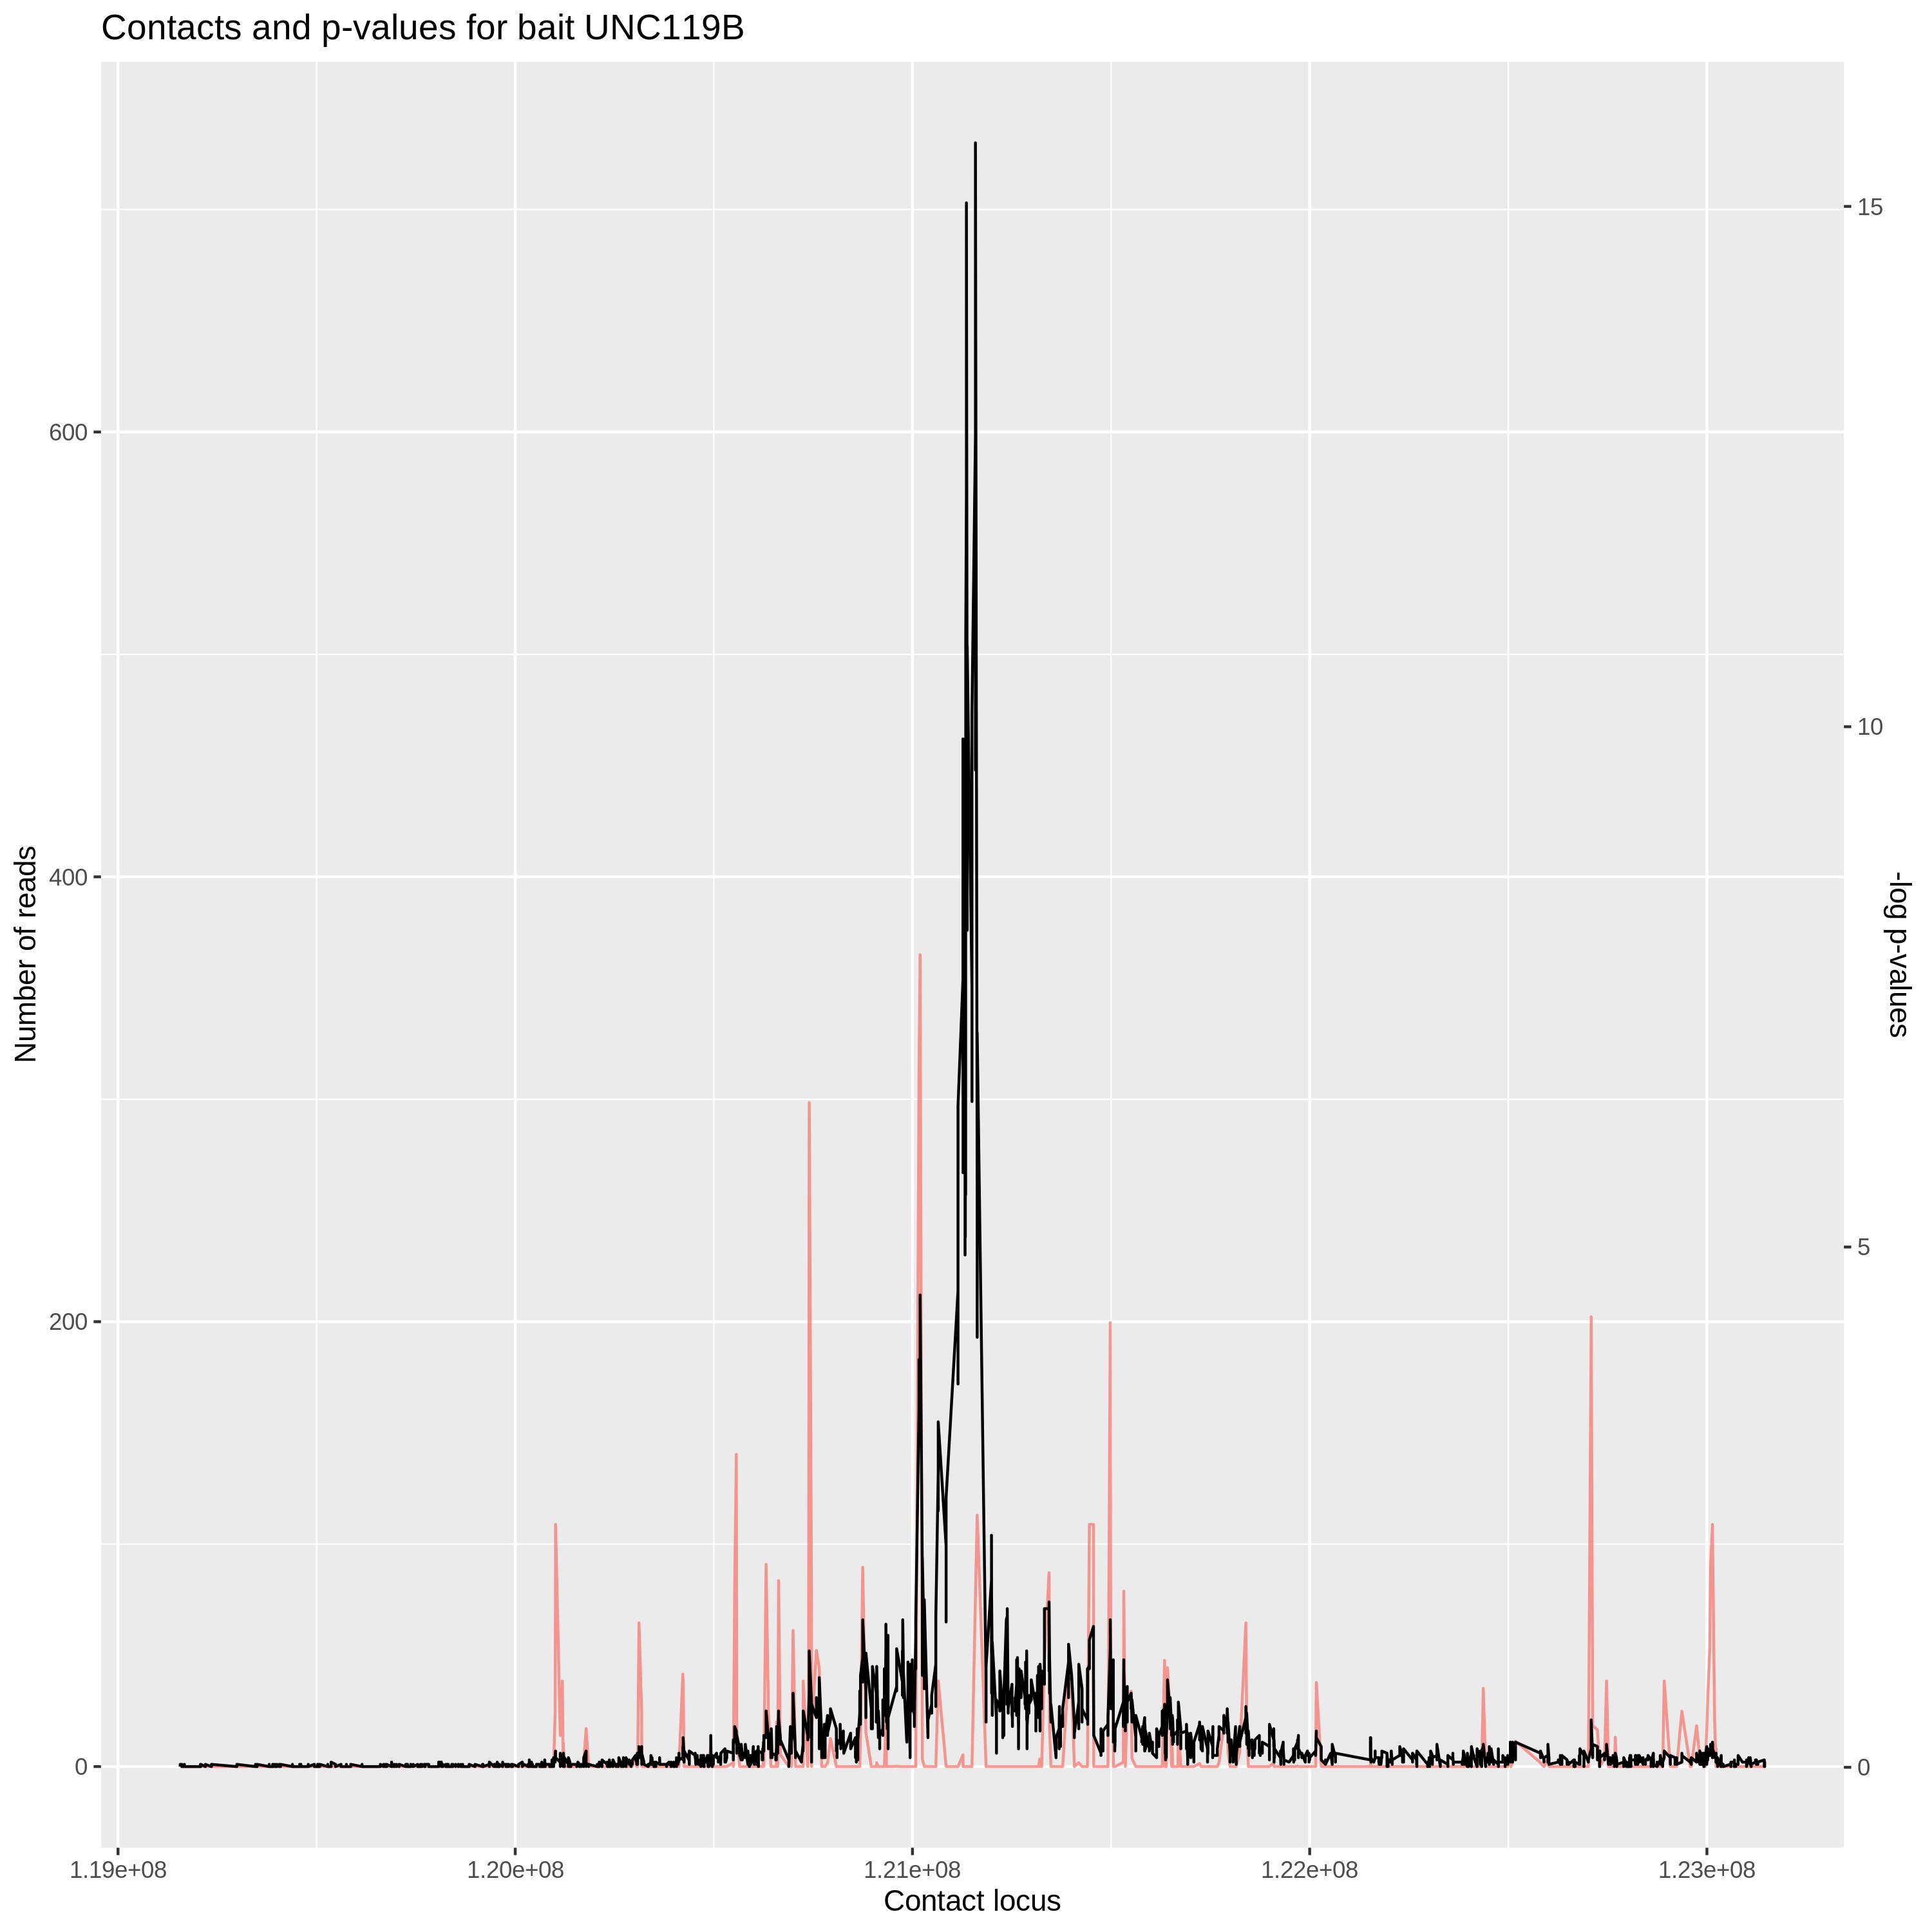 Contacts and p-values for bait UNC119B
Number of reads
600
400
200
0
15
10
5
0
-log p-values
1.19e+08
1.20e+08
1.21e+08
1.22e+08
1.23e+08
Contact locus